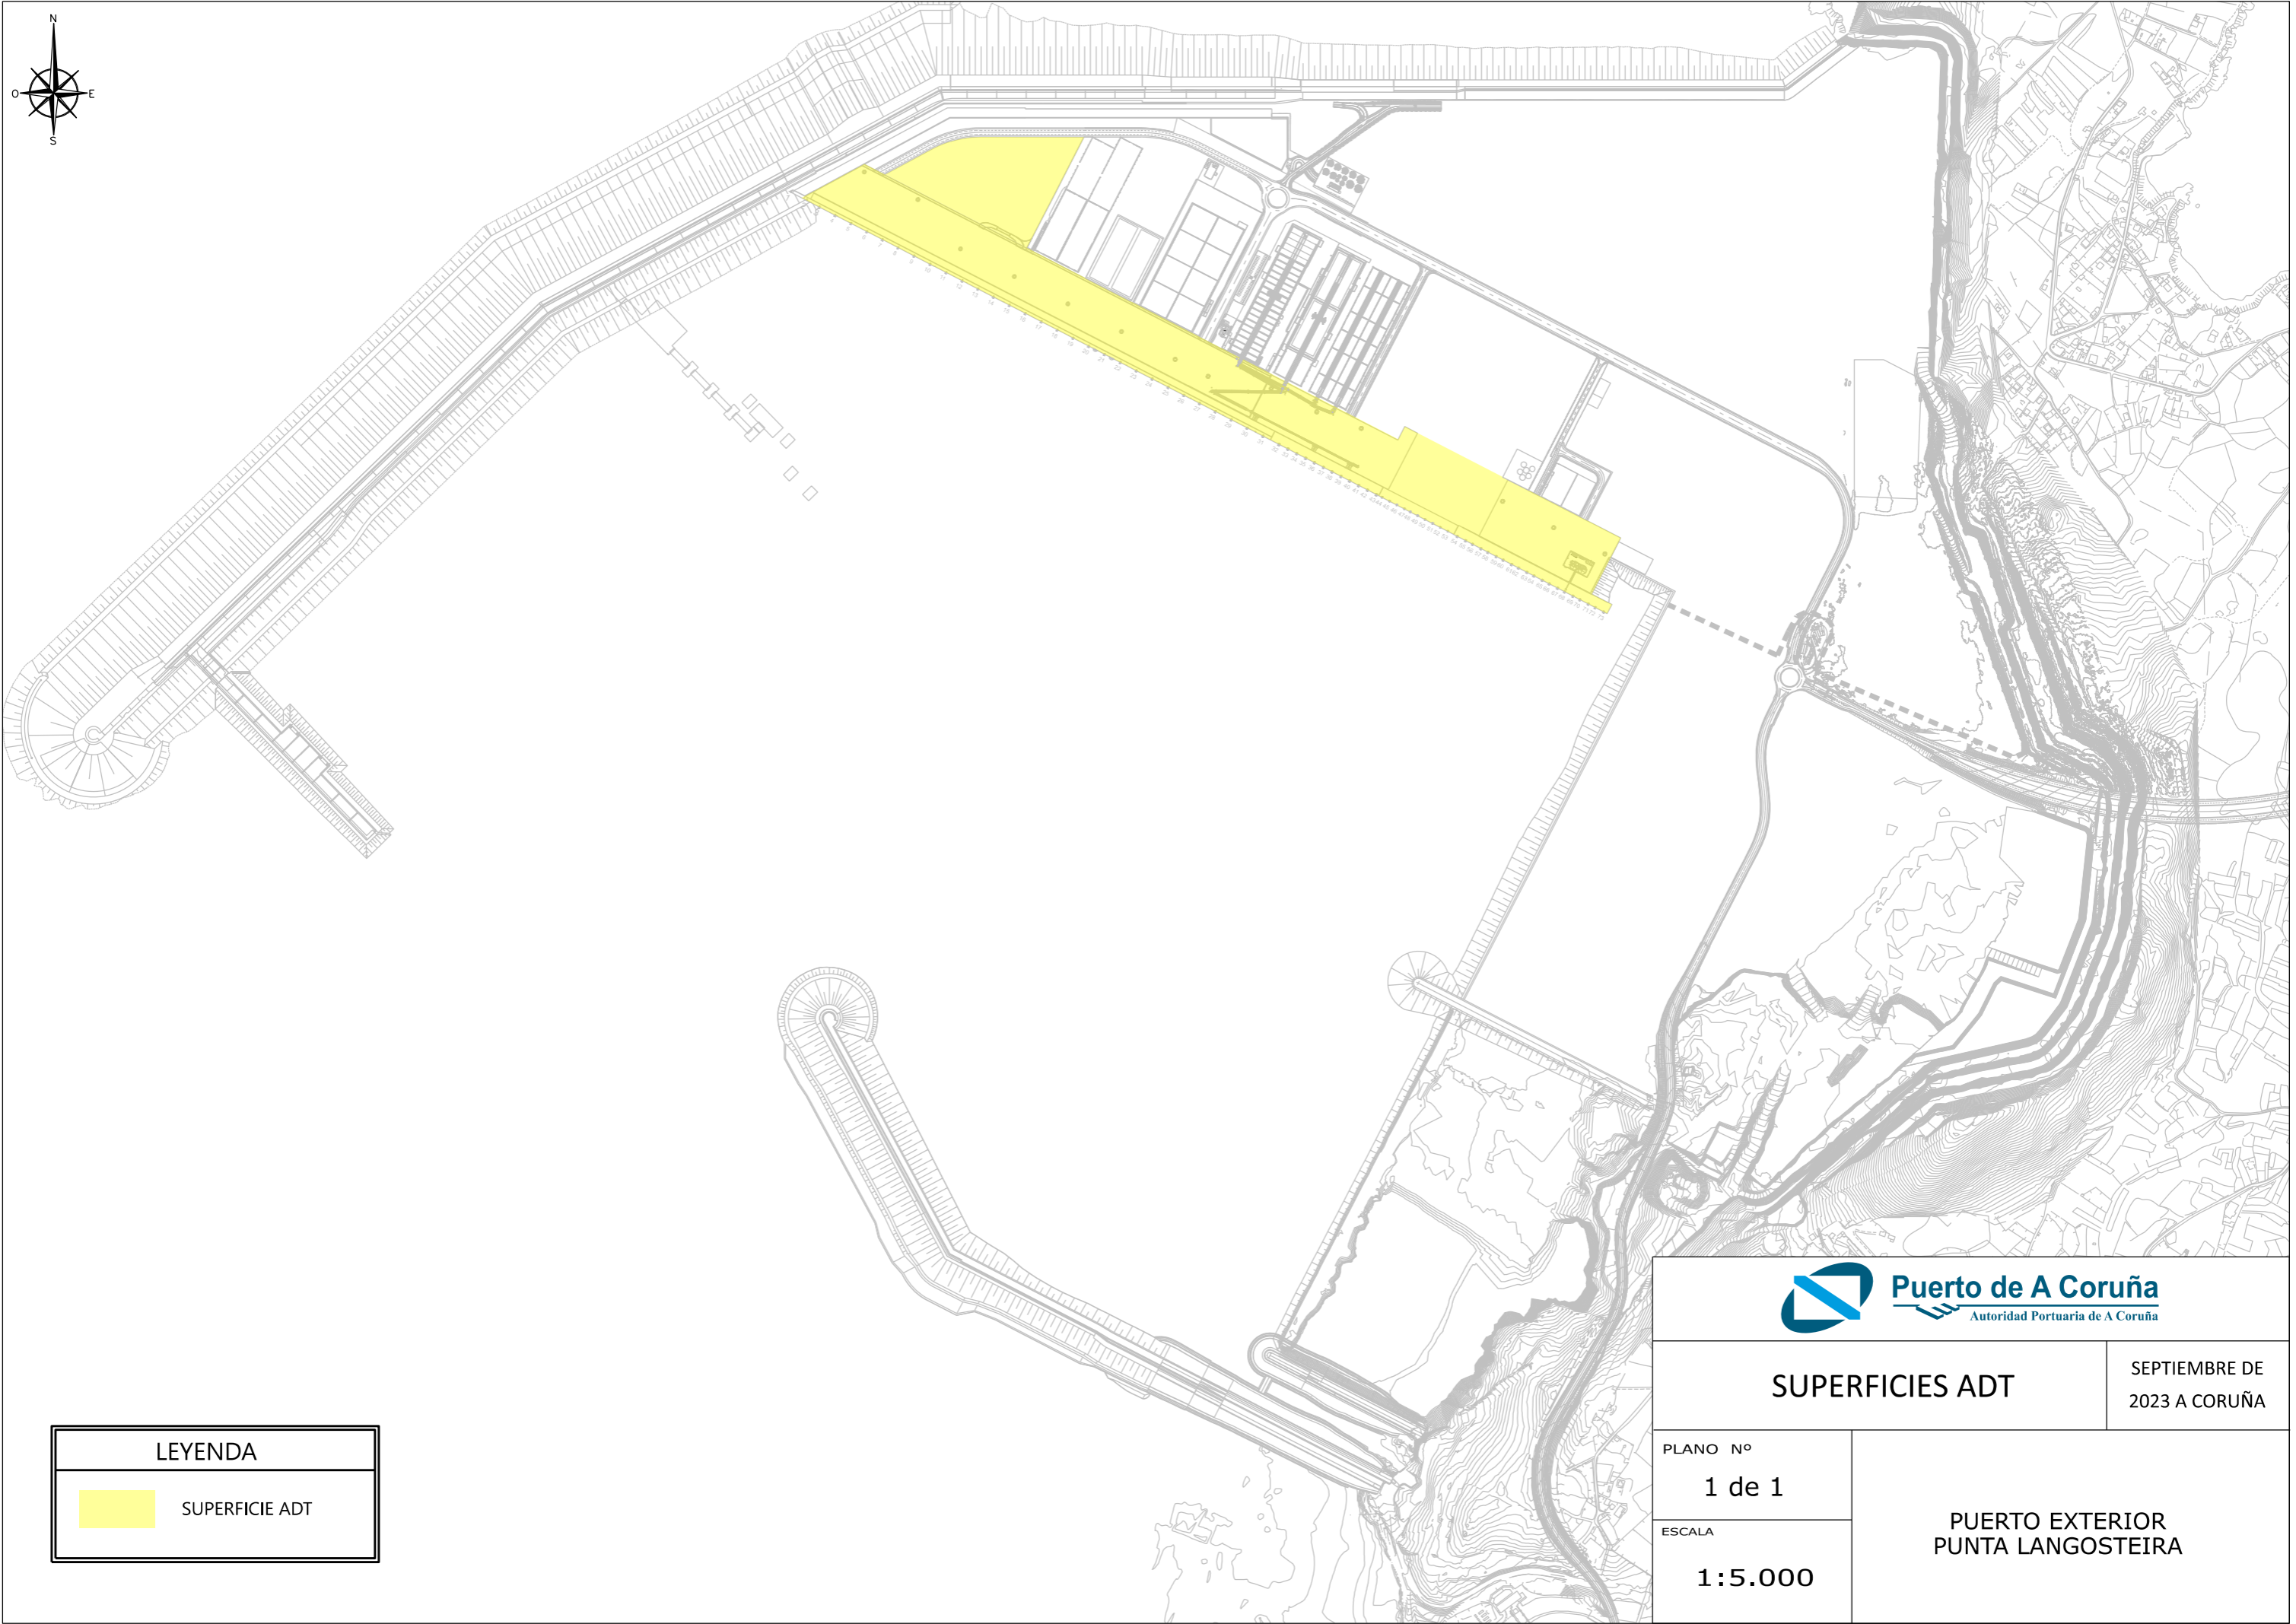 N
O
E
S
Puerto de A Coruña
Autoridad Portuaria de A Coruña
SUPERFICIES ADT
SEPTIEMBRE DE
2023 A CORUÑA
LEYENDA
SUPERFICIE ADT
PLANO Nº
1 de 1
ESCALA
1:5.000
PUERTO EXTERIOR
PUNTA LANGOSTEIRA